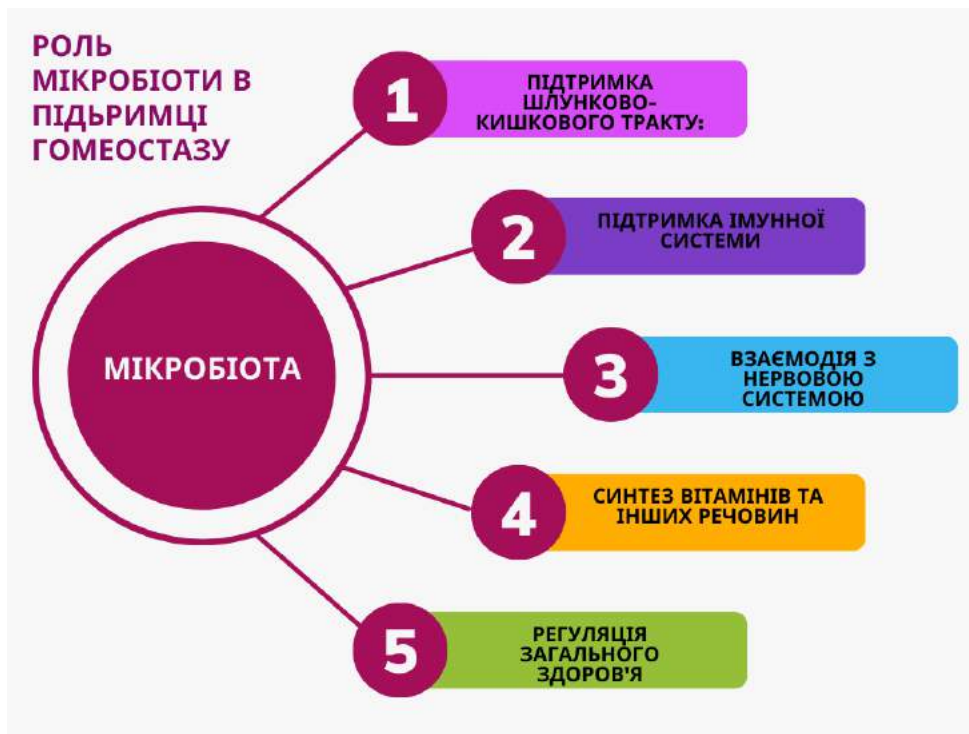 РОЛЬ
МІКРОБІОТИ В
ПІДЬРИМЦІ
ГОМЕОСТАЗУ
1
ПІДТРИМКА
ШЛУНКОВО-
КИШКОВОГО ТРАКТУ:
2
ПІДТРИМКА ІМУННОЇ
СИСТЕМИ
МІКРОБІОТА
3
ВЗАЄМОДІЯ З
НЕРВОВОЮ
СИСТЕМОЮ
4
СИНТЕЗ ВІТАМІНІВ ТА
ІНШИХ РЕЧОВИН
5
РЕГУЛЯЦІЯ
ЗАГАЛЬНОГО
ЗДОРОВ'Я